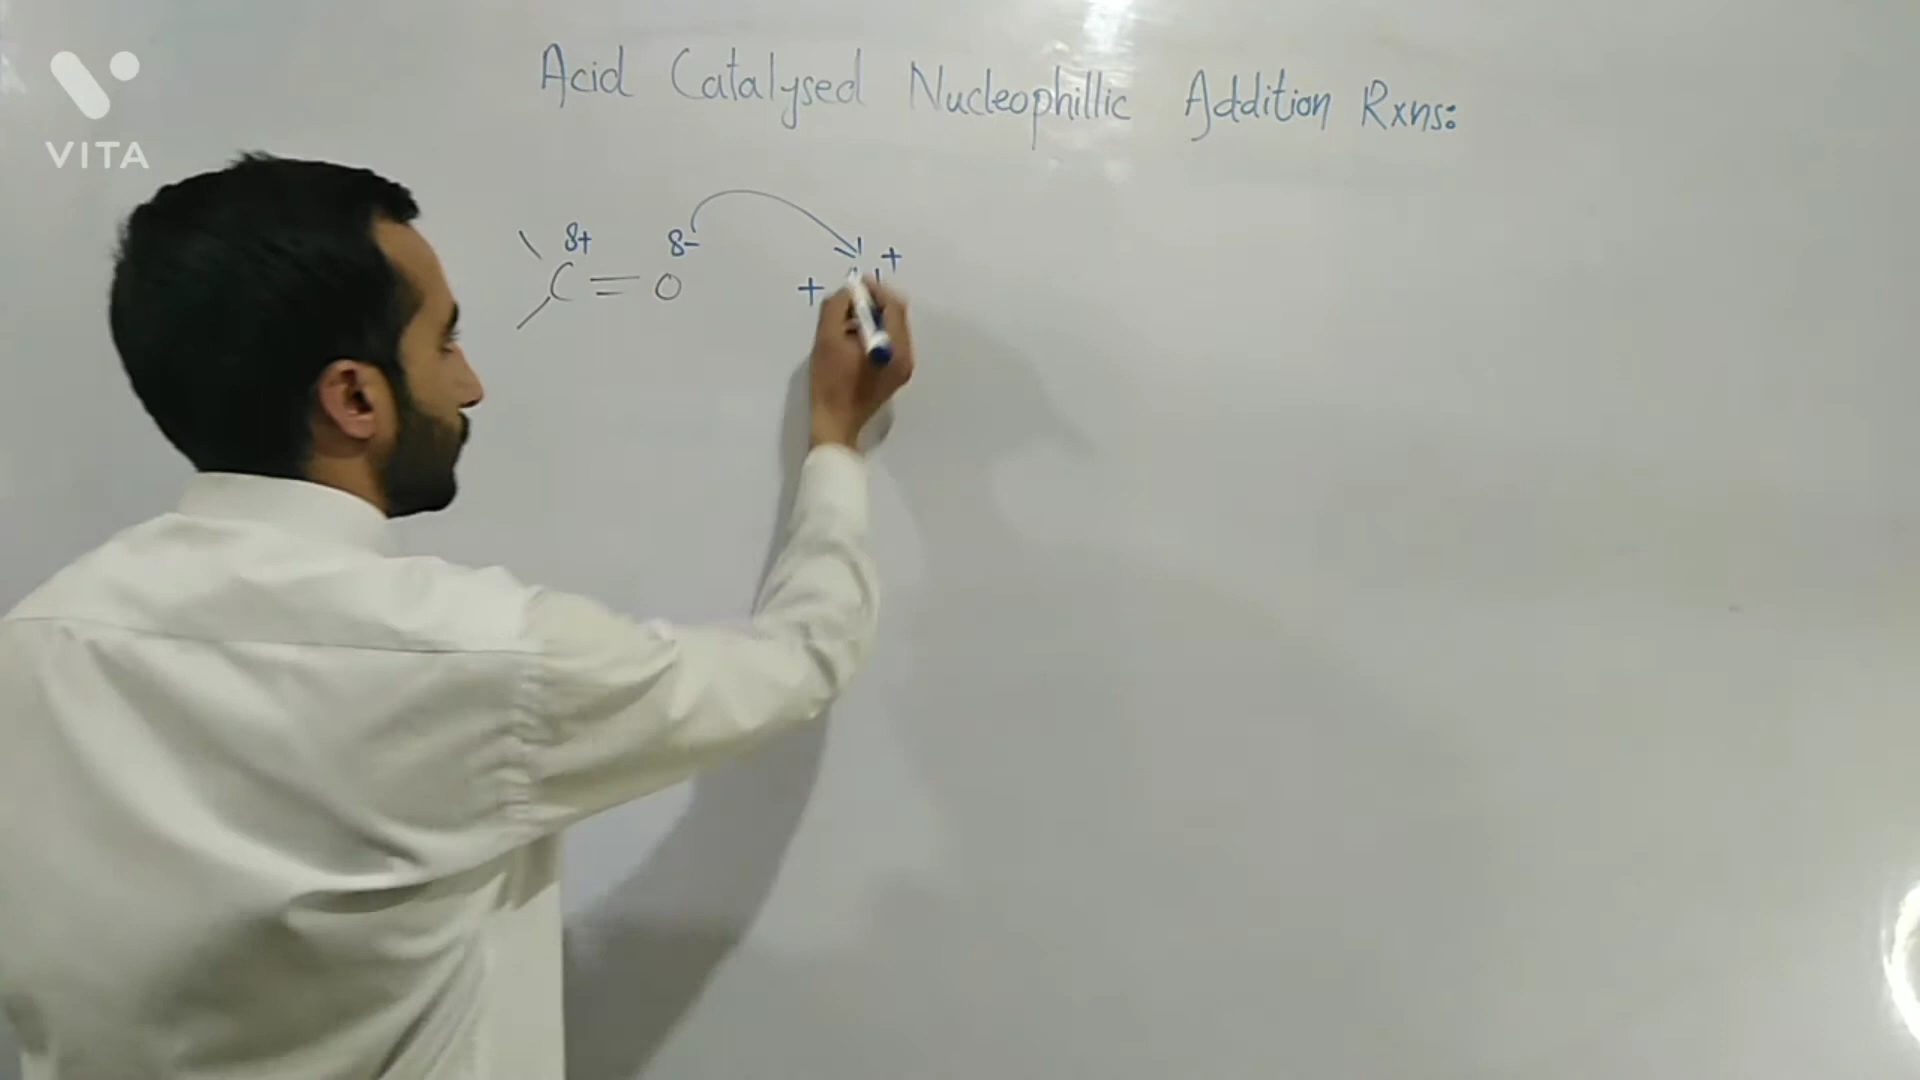 VITA
Acid Catalysed Nucleophillic Addition Rxns:
δ+ δ- +
C = O +